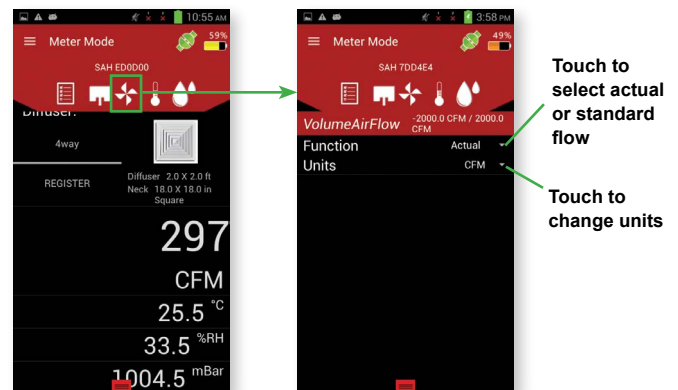 10:55 AM
Meter Mode
59%
SAH ED0D00
Diffuser:
4way
REGISTER
Diffuser 2.0 X 2.0 ft
Neck 18.0 X 18.0 in
Square
297
CFM
25.5 °C
33.5 %RH
1004.5 mBar
3:58 PM
Meter Mode
49%
SAH 7DD4E4
VolumeAirFlow -2000.0 CFM / 2000.0
CFM
Function Actual
Units CFM
Touch to
select actual
or standard
flow
Touch to
change units